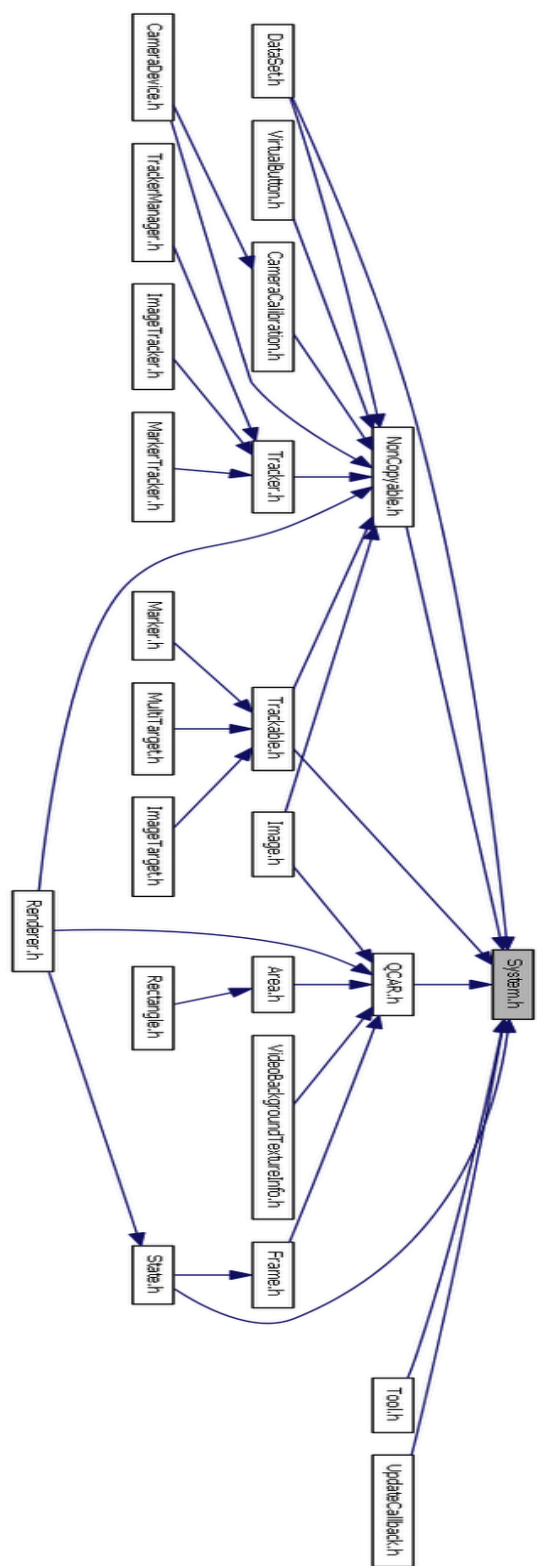 System.h
DataSet.h
NonCopyable.h
VirtualButton.h
CameraCalibration.h
CameraDevice.h
Tracker.h
TrackerManager.h
ImageTracker.h
MarkerTracker.h
Trackable.h
Marker.h
MultiTarget.h
ImageTarget.h
Image.h
QCAR.h
Area.h
Rectangle.h
VideoBackgroundTextureInfo.h
Frame.h
State.h
Renderer.h
Tool.h
UpdateCallback.h